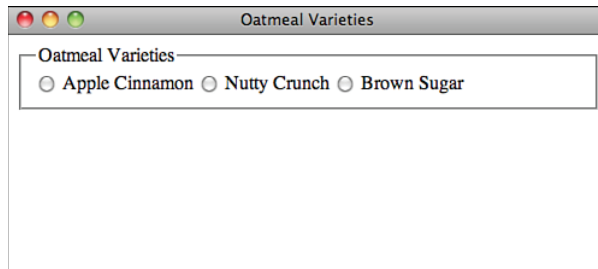 Oatmeal Varieties
Oatmeal Varieties
Apple Cinnamon Nutty Crunch Brown Sugar